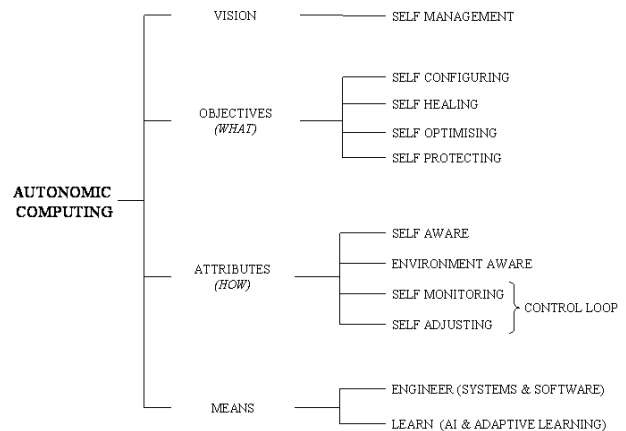 VISION
SELF MANAGEMENT
OBJECTIVES
(WHAT)
SELF CONFIGURING
SELF HEALING
SELF OPTIMISING
SELF PROTECTING
AUTONOMIC
COMPUTING
ATTRIBUTES
(HOW)
SELF AWARE
ENVIRONMENT AWARE
SELF MONITORING
SELF ADJUSTING
CONTROL LOOP
MEANS
ENGINEER (SYSTEMS & SOFTWARE)
LEARN (AI & ADAPTIVE LEARNING)